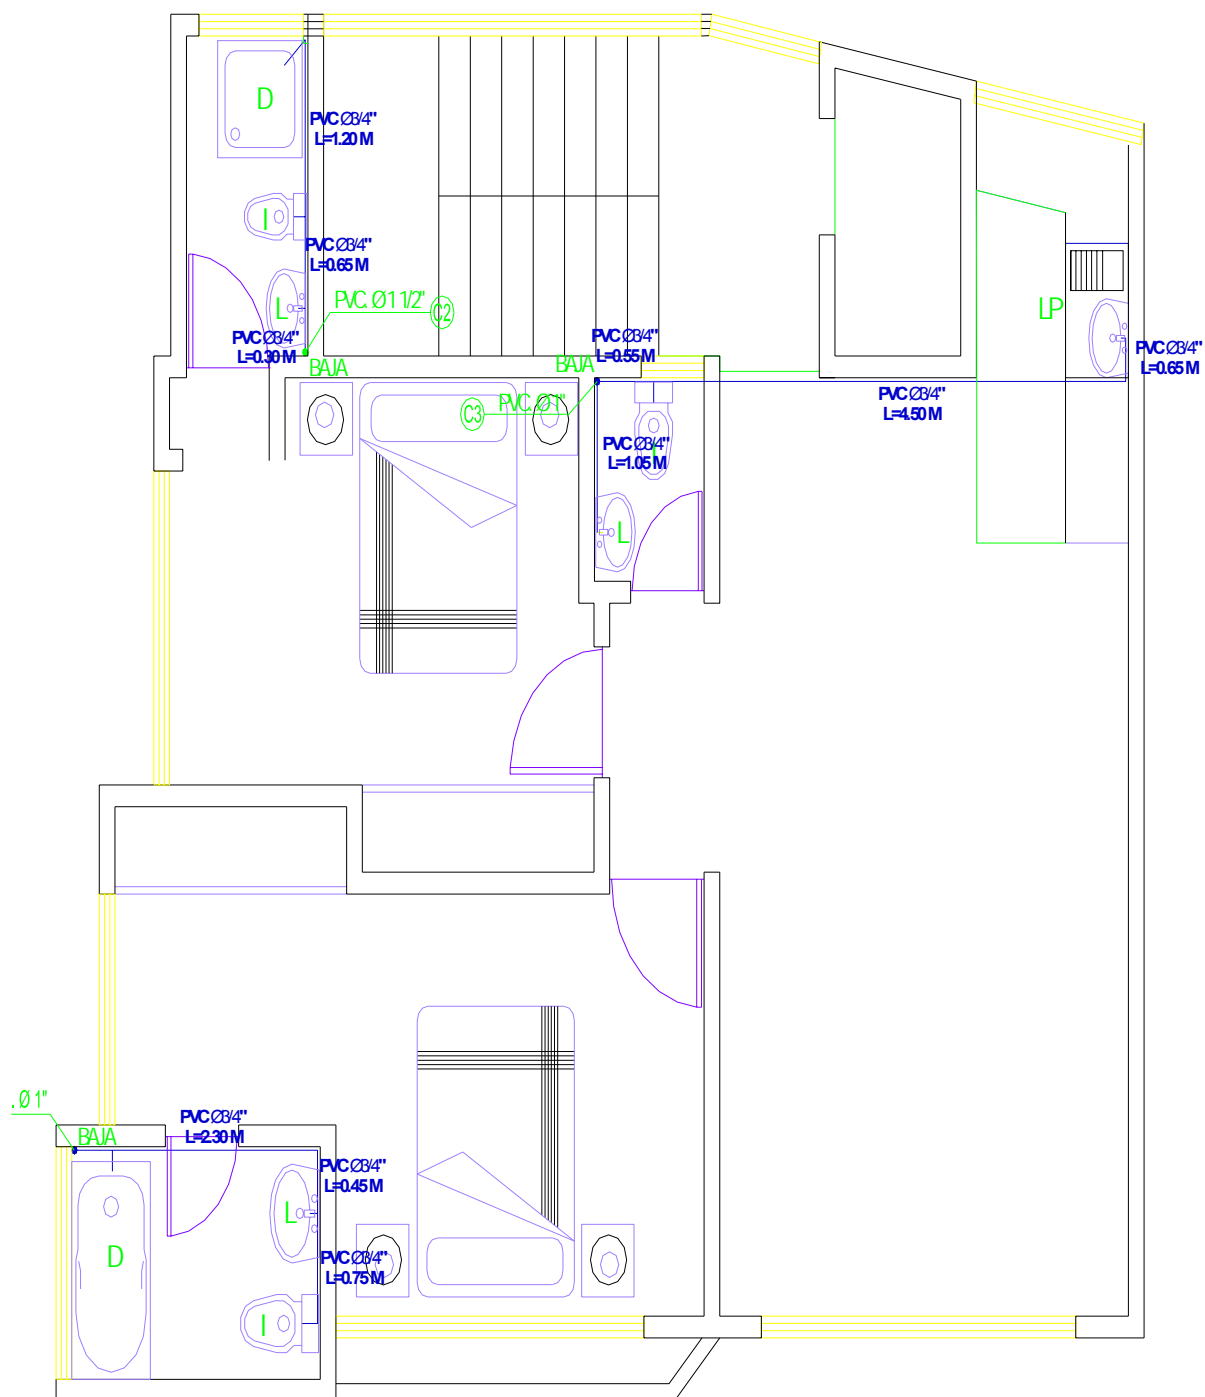 D
PVC Ø3/4"
L=1.20 M
I
PVC Ø3/4"
L=0.65 M
L
PVC. Ø1 1/2"
C2
LP
PVC Ø3/4"
L=0.30 M
BAJA
PVC Ø3/4"
L=0.55 M
BAJA
PVC Ø3/4"
L=0.65 M
PVC Ø3/4"
L=4.50 M
C3
PVC. Ø1"
PVC Ø3/4"
L=1.05 M
I
L
. Ø 1"
BAJA
PVC Ø3/4"
L=2.30 M
PVC Ø3/4"
L=0.45 M
L
D
PVC Ø3/4"
L=0.75 M
I